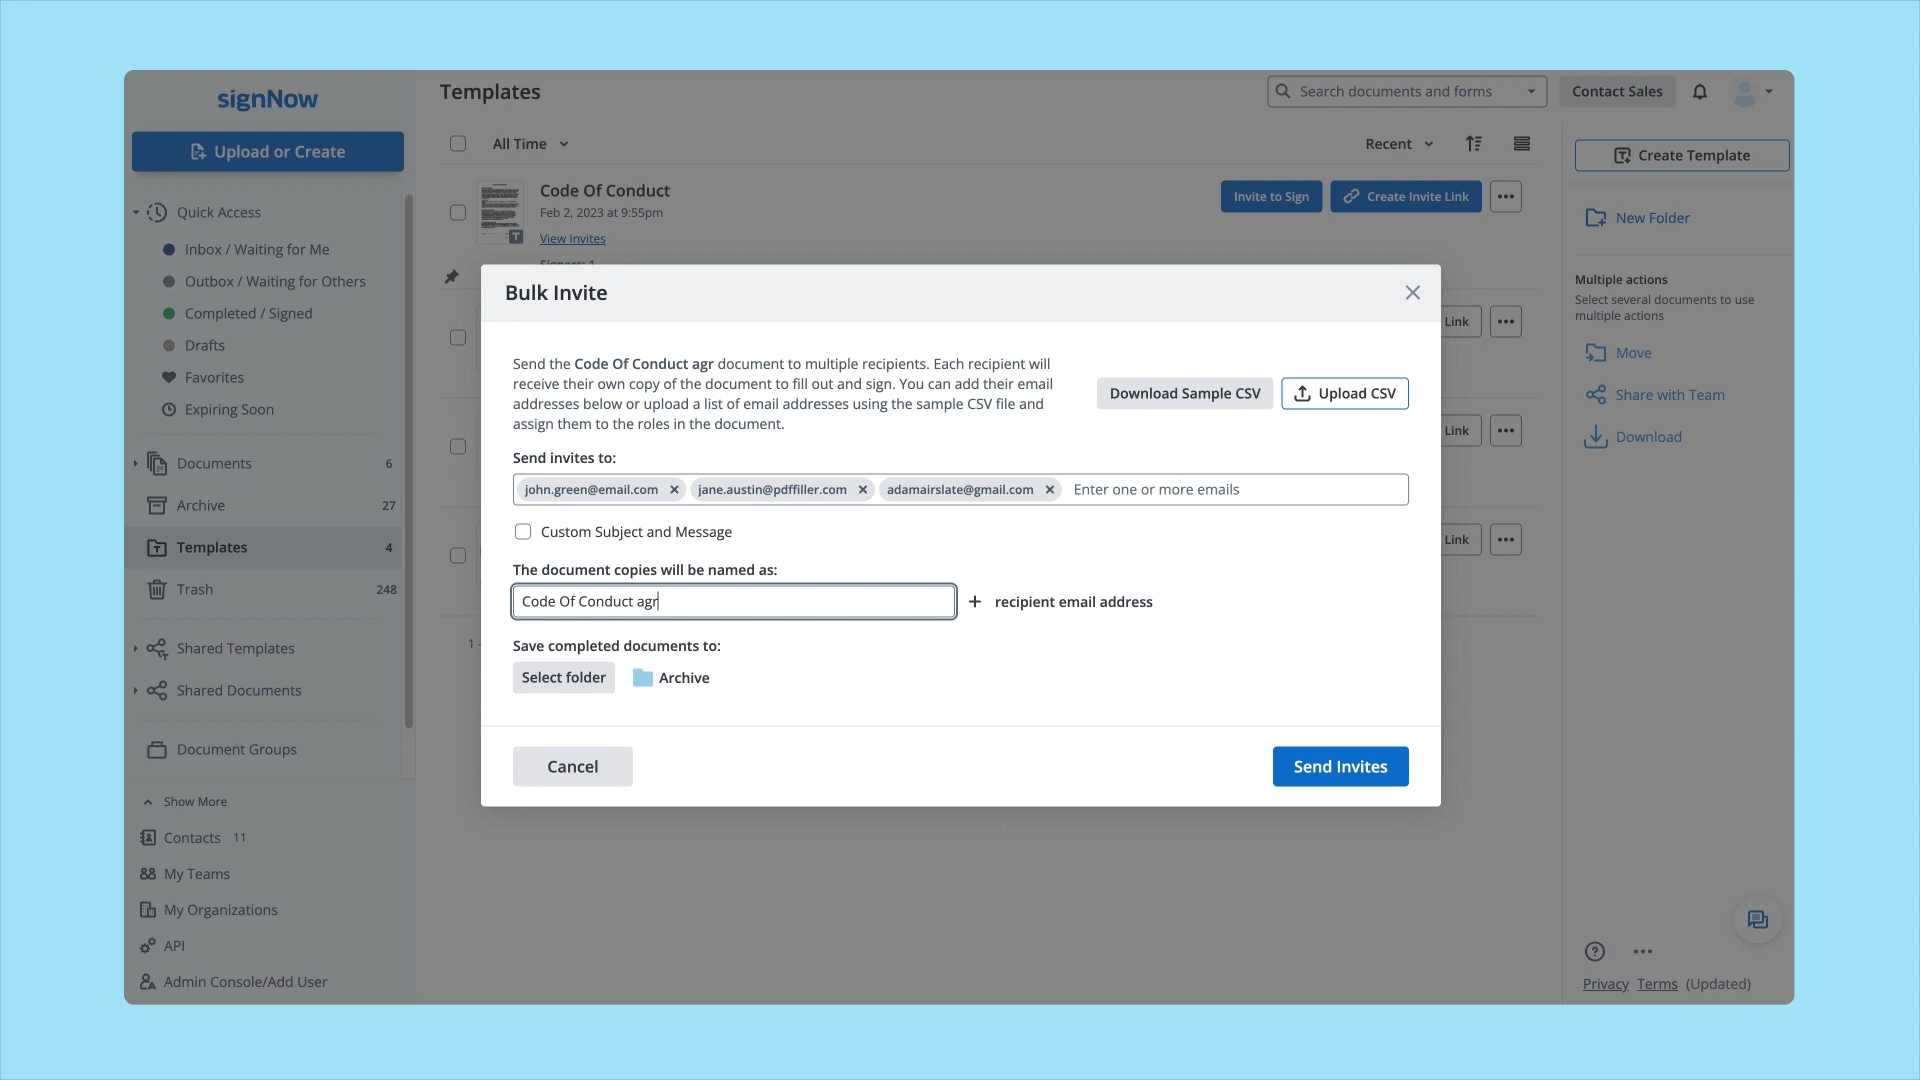 signNow
Upload or Create
Quick Access
Inbox / Waiting for Me
Outbox / Waiting for Others
Completed / Signed
Drafts
Favorites
Expiring Soon
Documents 6
Archive 27
Templates 4
Trash 248
Shared Templates
Shared Documents
Document Groups
Show More
Contacts 11
My Teams
My Organizations
API
Admin Console/Add User
Templates
Search documents and forms
Contact Sales
All Time
Recent
Code Of Conduct
Feb 2, 2023 at 9:55pm
View Invites
Signers: 1
Invite to Sign
Create Invite Link
Link
Link
Link
1 -
Bulk Invite
Send the Code Of Conduct agr document to multiple recipients. Each recipient will
receive their own copy of the document to fill out and sign. You can add their email
addresses below or upload a list of email addresses using the sample CSV file and
assign them to the roles in the document.
Download Sample CSV
Upload CSV
Send invites to:
john.green@email.com jane.austin@pdffiller.com adamairslate@gmail.com Enter one or more emails
Custom Subject and Message
The document copies will be named as:
Code Of Conduct agr + recipient email address
Save completed documents to:
Select folder Archive
Cancel
Send Invites
Create Template
New Folder
Multiple actions
Select several documents to use
multiple actions
Move
Share with Team
Download
Privacy Terms (Updated)